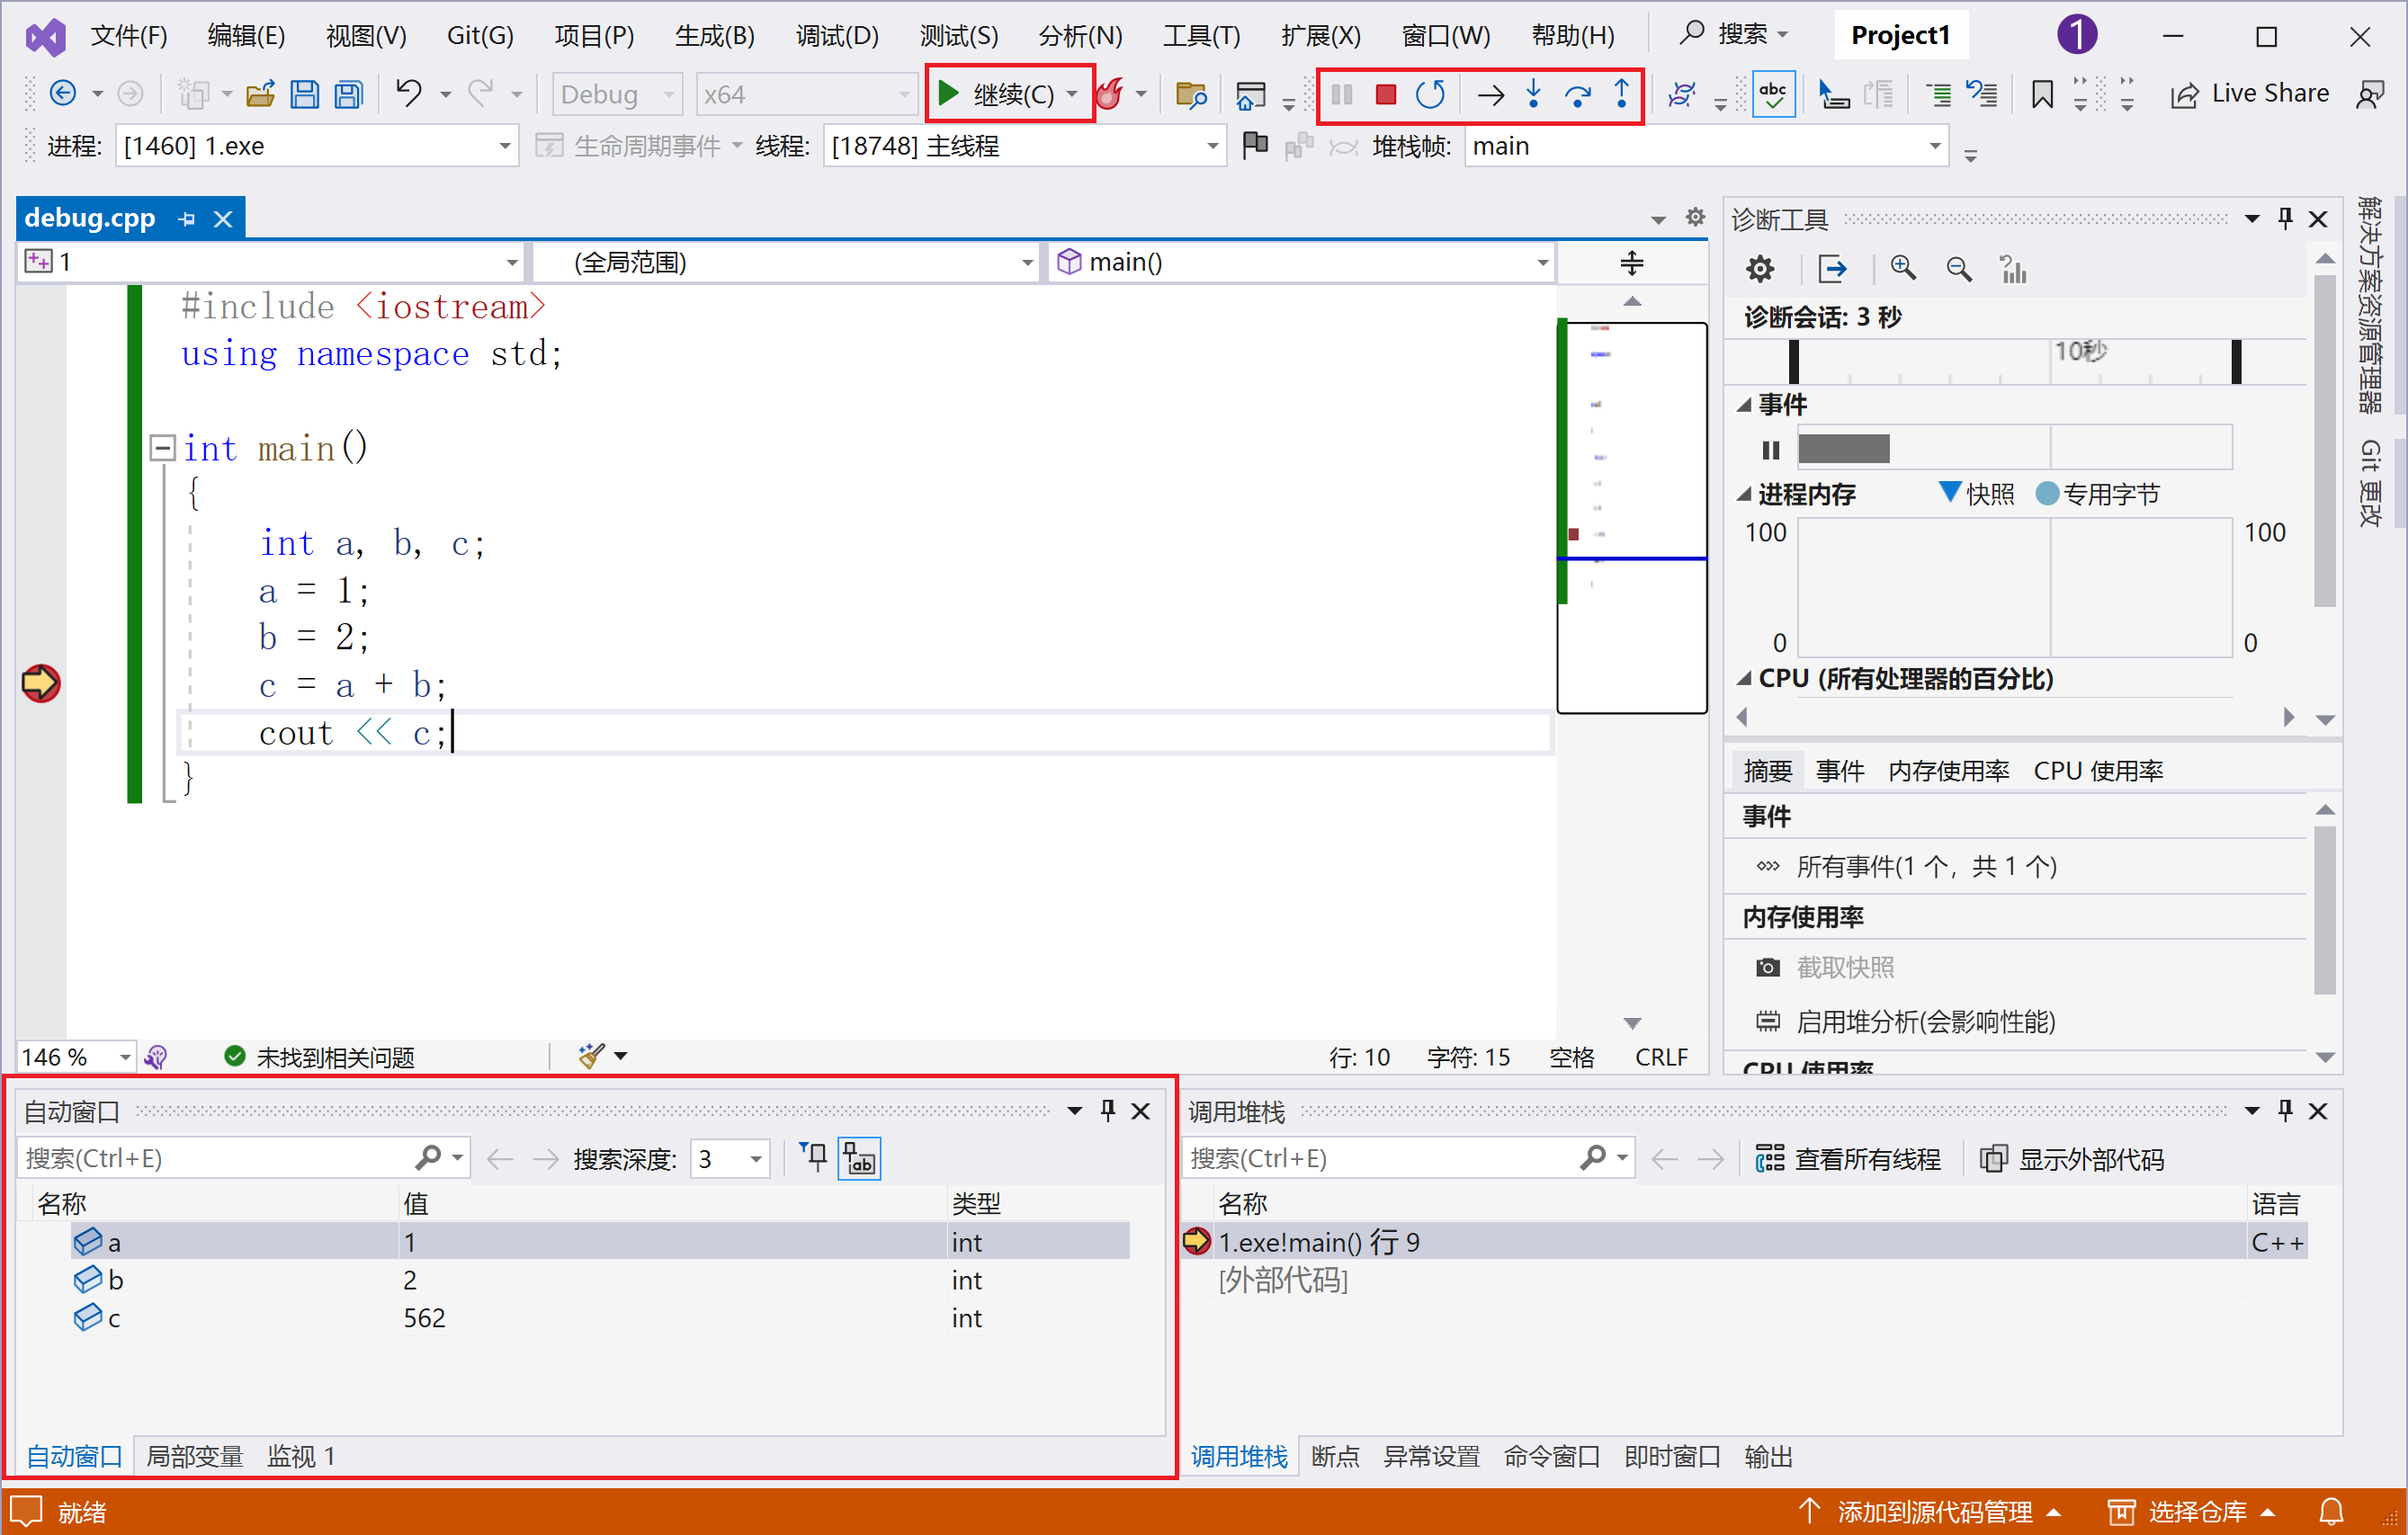 文件(F) 编辑(E) 视图(V) Git(G) 项目(P) 生成(B) 调试(D) 测试(S) 分析(N) 工具(T) 扩展(X) 窗口(W) 帮助(H) 搜索 Project1 1
Debug x64 继续(C) abc Live Share
进程: [1460] 1.exe 生命周期事件 线程: [18748] 主线程 堆栈帧: main
debug.cpp
1 (全局范围) main()
#include <iostream>
using namespace std;
int main()
{
int a, b, c;
a = 1;
b = 2;
c = a + b;
cout << c;
}
146 % 未找到相关问题 行: 10 字符: 15 空格 CRLF
诊断工具
诊断会话: 3 秒
10秒
事件
进程内存 快照 专用字节
100 100
0 0
CPU (所有处理器的百分比)
摘要 事件 内存使用率 CPU 使用率
事件
所有事件(1 个，共 1 个)
内存使用率
截取快照
启用堆分析(会影响性能)
CPU 使用率
解决方案资源管理器
Git 更改
自动窗口
搜索(Ctrl+E) 搜索深度: 3 ab
名称 值 类型
a 1 int
b 2 int
c 562 int
自动窗口 局部变量 监视 1
调用堆栈
搜索(Ctrl+E) 查看所有线程 显示外部代码
名称 语言
1.exe!main() 行 9 C++
[外部代码]
调用堆栈 断点 异常设置 命令窗口 即时窗口 输出
就绪 添加到源代码管理 选择仓库